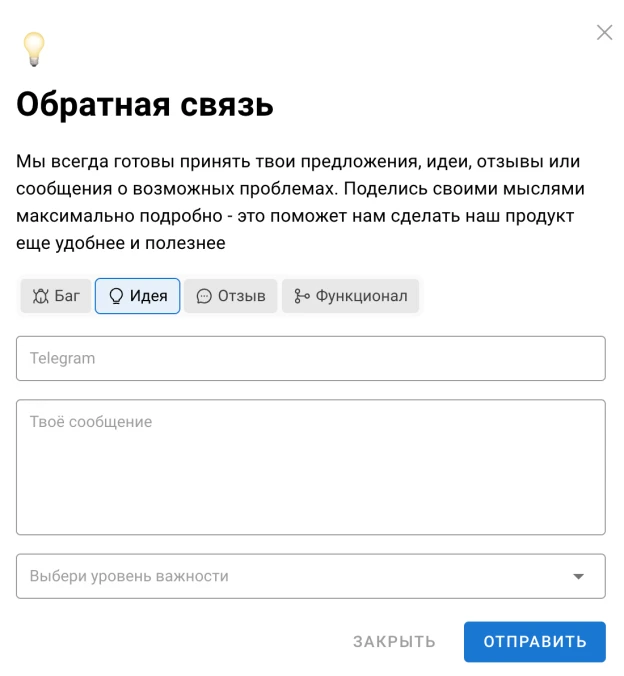 Обратная связь
Мы всегда готовы принять твои предложения, идеи, отзывы или
сообщения о возможных проблемах. Поделись своими мыслями
максимально подробно - это поможет нам сделать наш продукт
еще удобнее и полезнее
Баг Идея Отзыв Функционал
Telegram
Твоё сообщение
Выбери уровень важности
ЗАКРЫТЬ ОТПРАВИТЬ